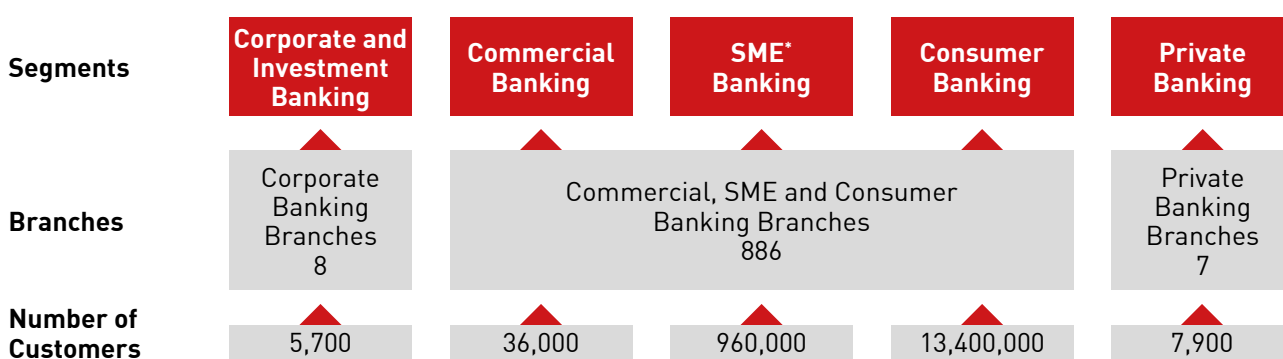 Segments
Corporate and
Investment
Banking
Commercial
Banking
SME*
Banking
Consumer
Banking
Private
Banking
Branches
Corporate
Banking
Branches
8
Commercial, SME and Consumer
Banking Branches
886
Private
Banking
Branches
7
Number of
Customers
5,700
36,000
960,000
13,400,000
7,900